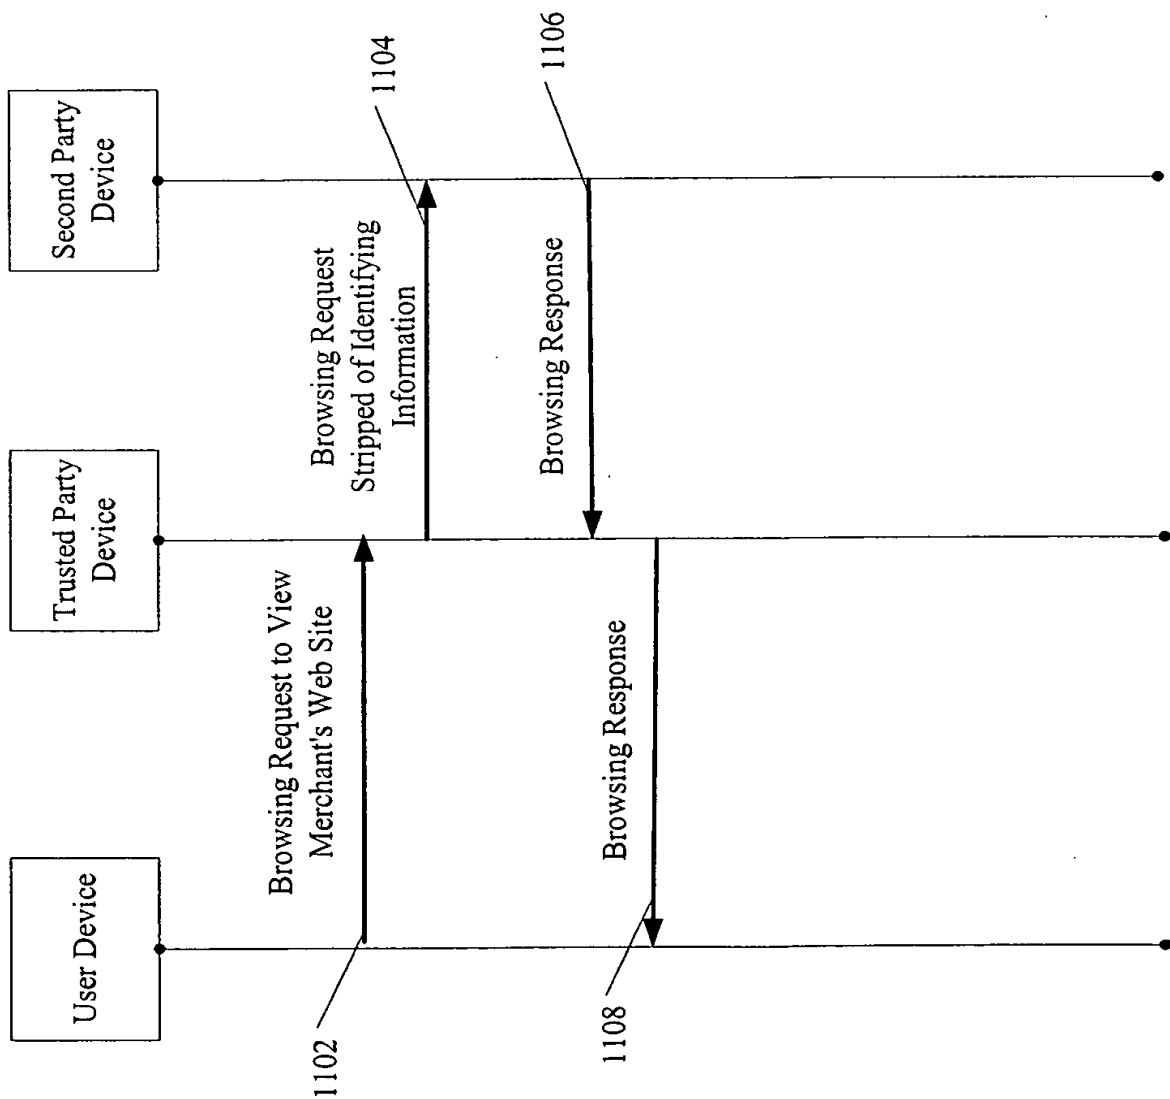 User Device
Trusted Party
Device
Second Party
Device
1102
Browsing Request to View
Merchant's Web Site
Browsing Request
Stripped of Identifying
Information
1104
Browsing Response
1106
1108
Browsing Response